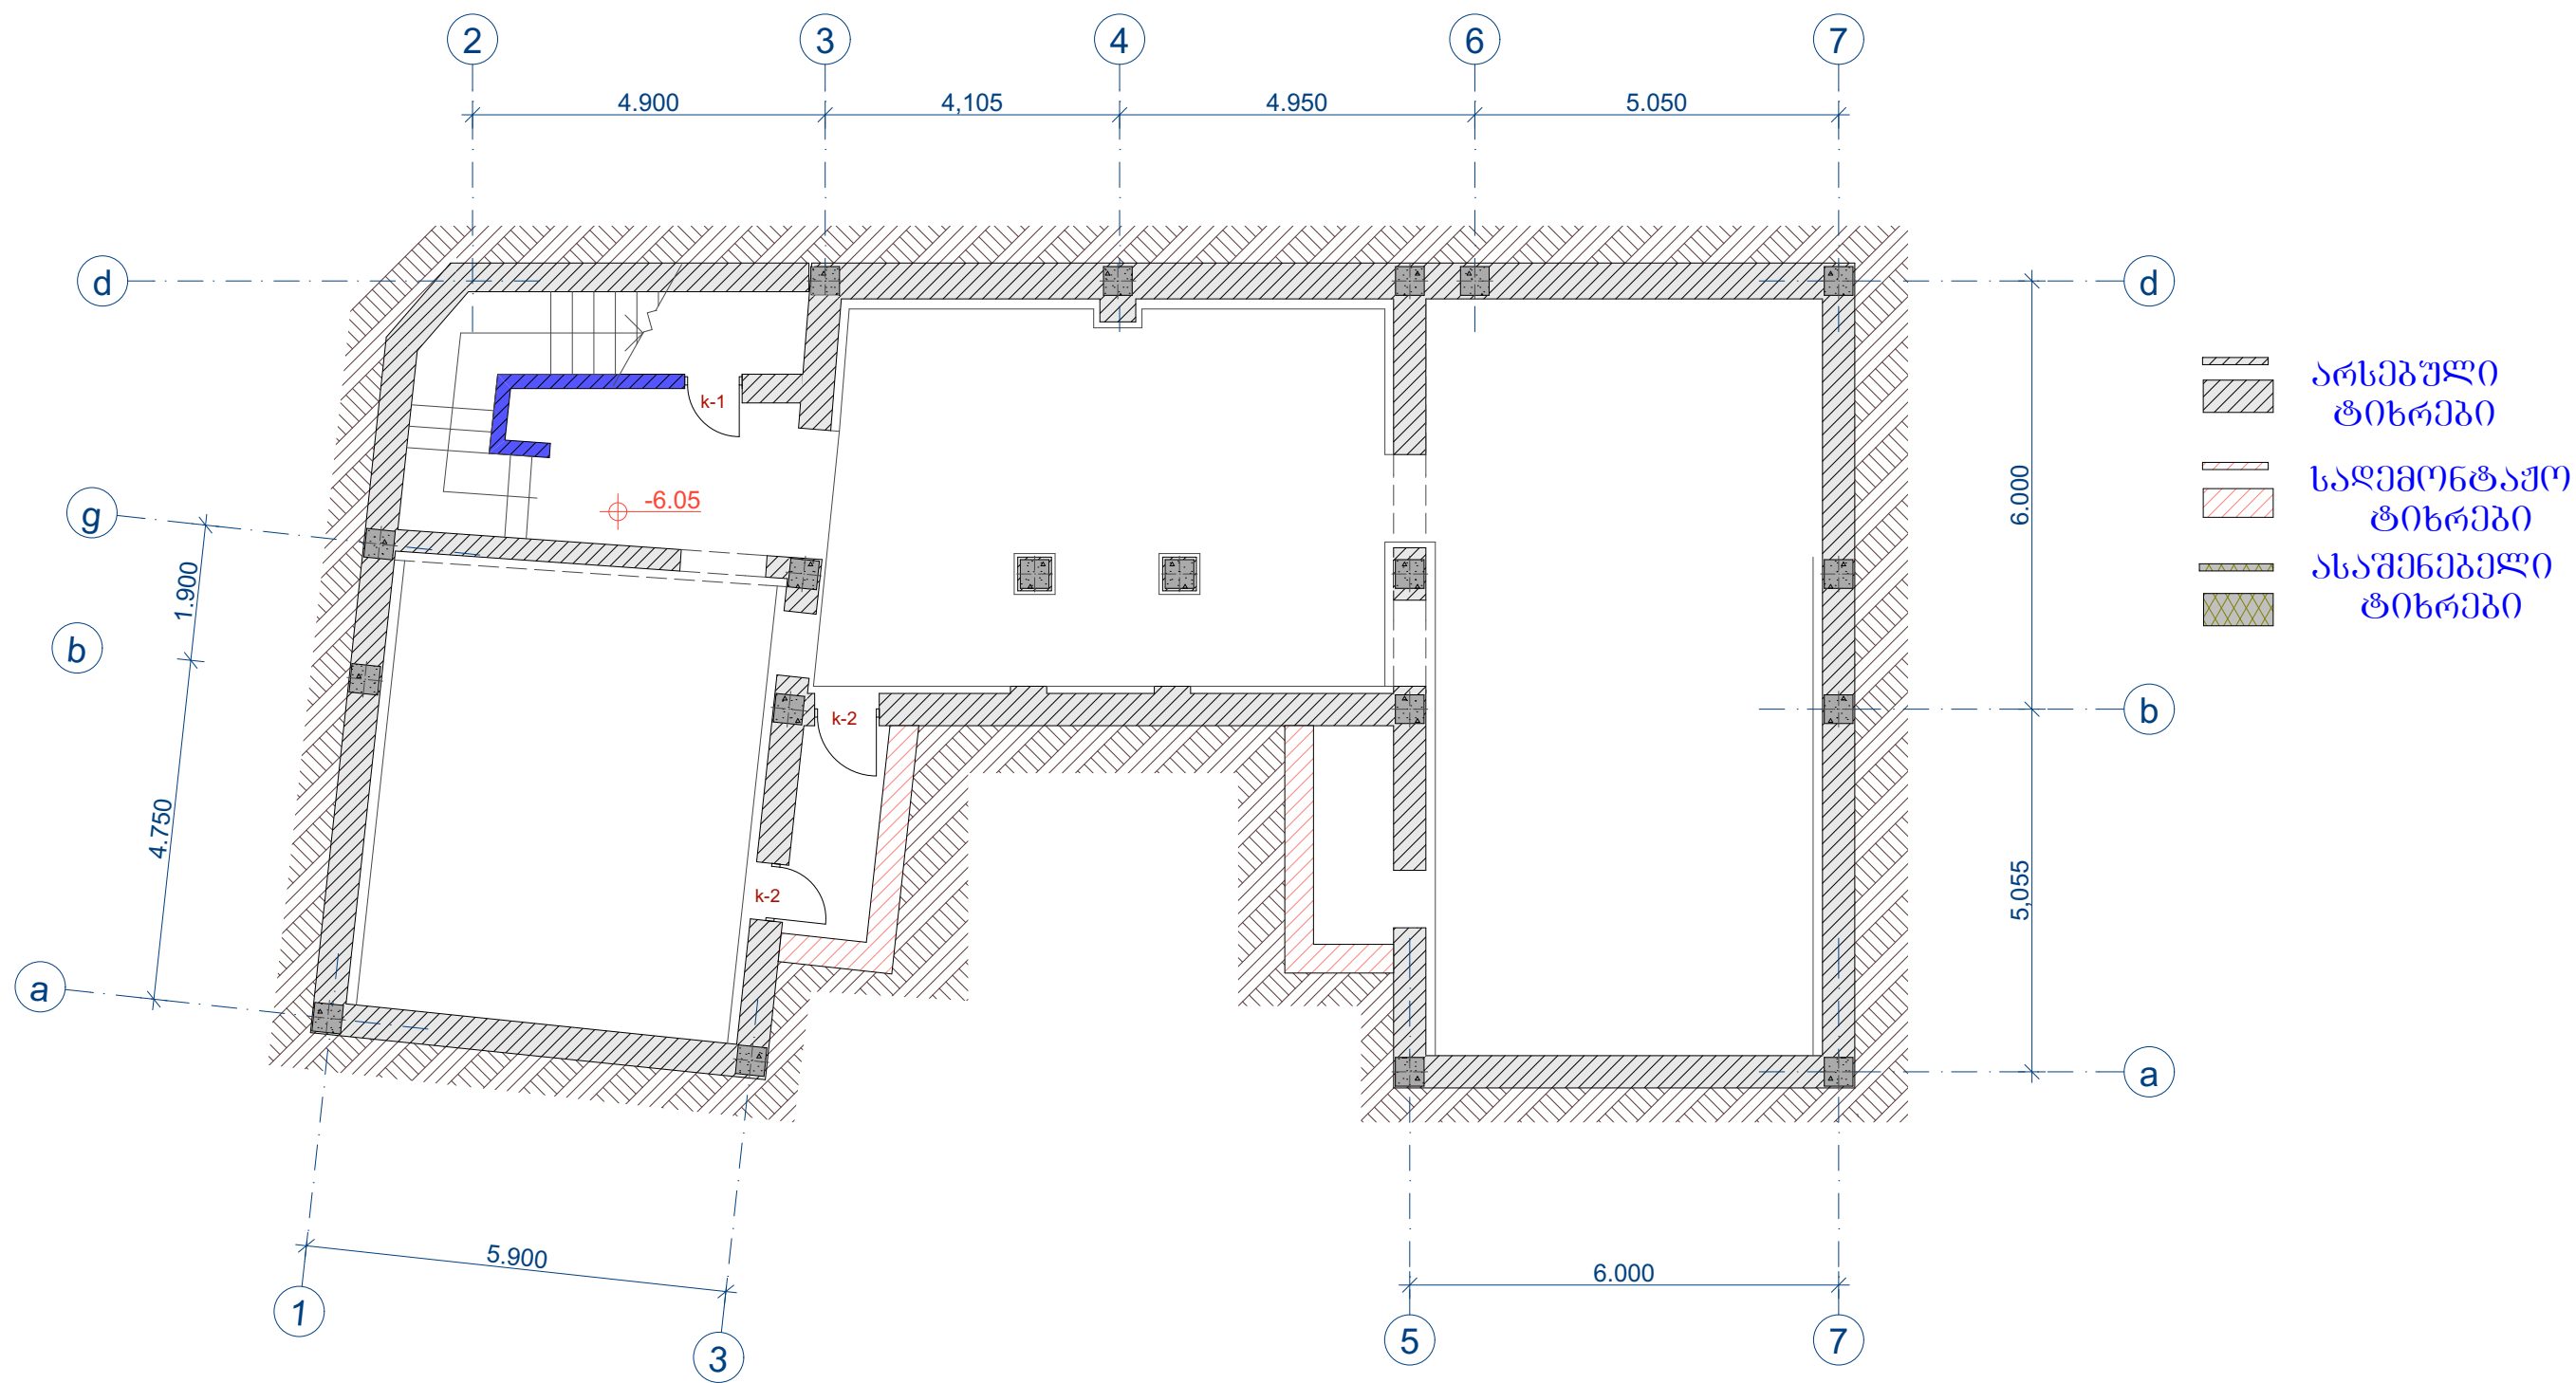 2 3 4 6 7
4.900 4,105 4.950 5.050
d d
არსებული
ტიხრები
k-1
სადემონტაჟო
ტიხრები
-6.05
6.000
g
ასაშენებელი
ტიხრები
1.900
b
k-2
b
4.750
k-2
5,055
a
a
5.900
6.000
1
3
5 7